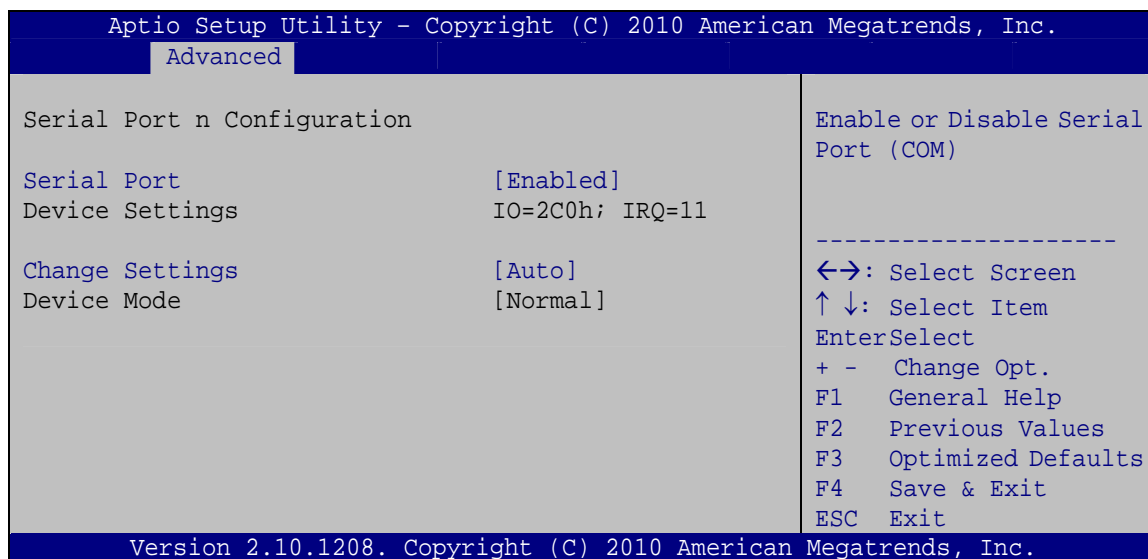 Aptio Setup Utility – Copyright (C) 2010 American Megatrends, Inc.
Advanced
Serial Port n Configuration
Serial Port [Enabled]
Device Settings IO=2C0h; IRQ=11
Change Settings [Auto]
Device Mode [Normal]
Enable or Disable Serial
Port (COM)
---------------------
←→: Select Screen
↑ ↓: Select Item
EnterSelect
+ - Change Opt.
F1 General Help
F2 Previous Values
F3 Optimized Defaults
F4 Save & Exit
ESC Exit
Version 2.10.1208. Copyright (C) 2010 American Megatrends, Inc.